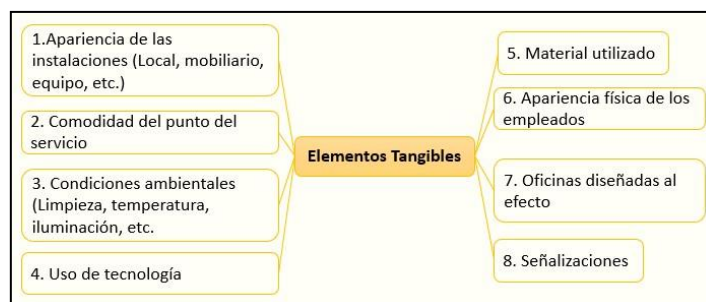 1.Apariencia de las
instalaciones (Local, mobiliario,
equipo, etc.)
2. Comodidad del punto del
servicio
3. Condiciones ambientales
(Limpieza, temperatura,
iluminación, etc.
4. Uso de tecnología
Elementos Tangibles
5. Material utilizado
6. Apariencia física de los
empleados
7. Oficinas diseñadas al
efecto
8. Señalizaciones